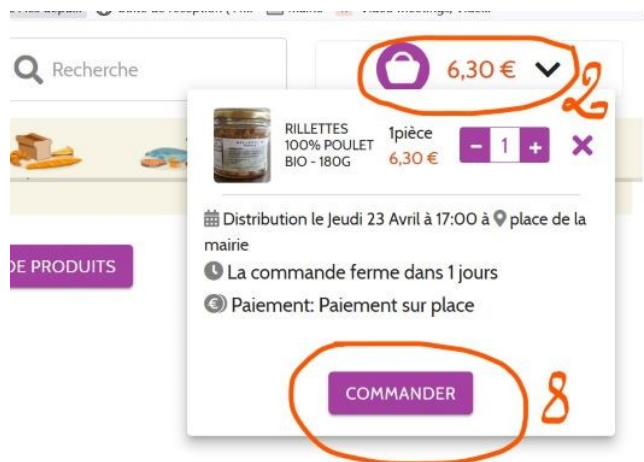 Recherche
6,30 €
2
RILLETTES
100% POULET
BIO - 180G
1pièce
6,30 €
- 1 +
Distribution le Jeudi 23 Avril à 17:00 à place de la
mairie
La commande ferme dans 1 jours
DE PRODUITS
Paiement: Paiement sur place
COMMANDER
8